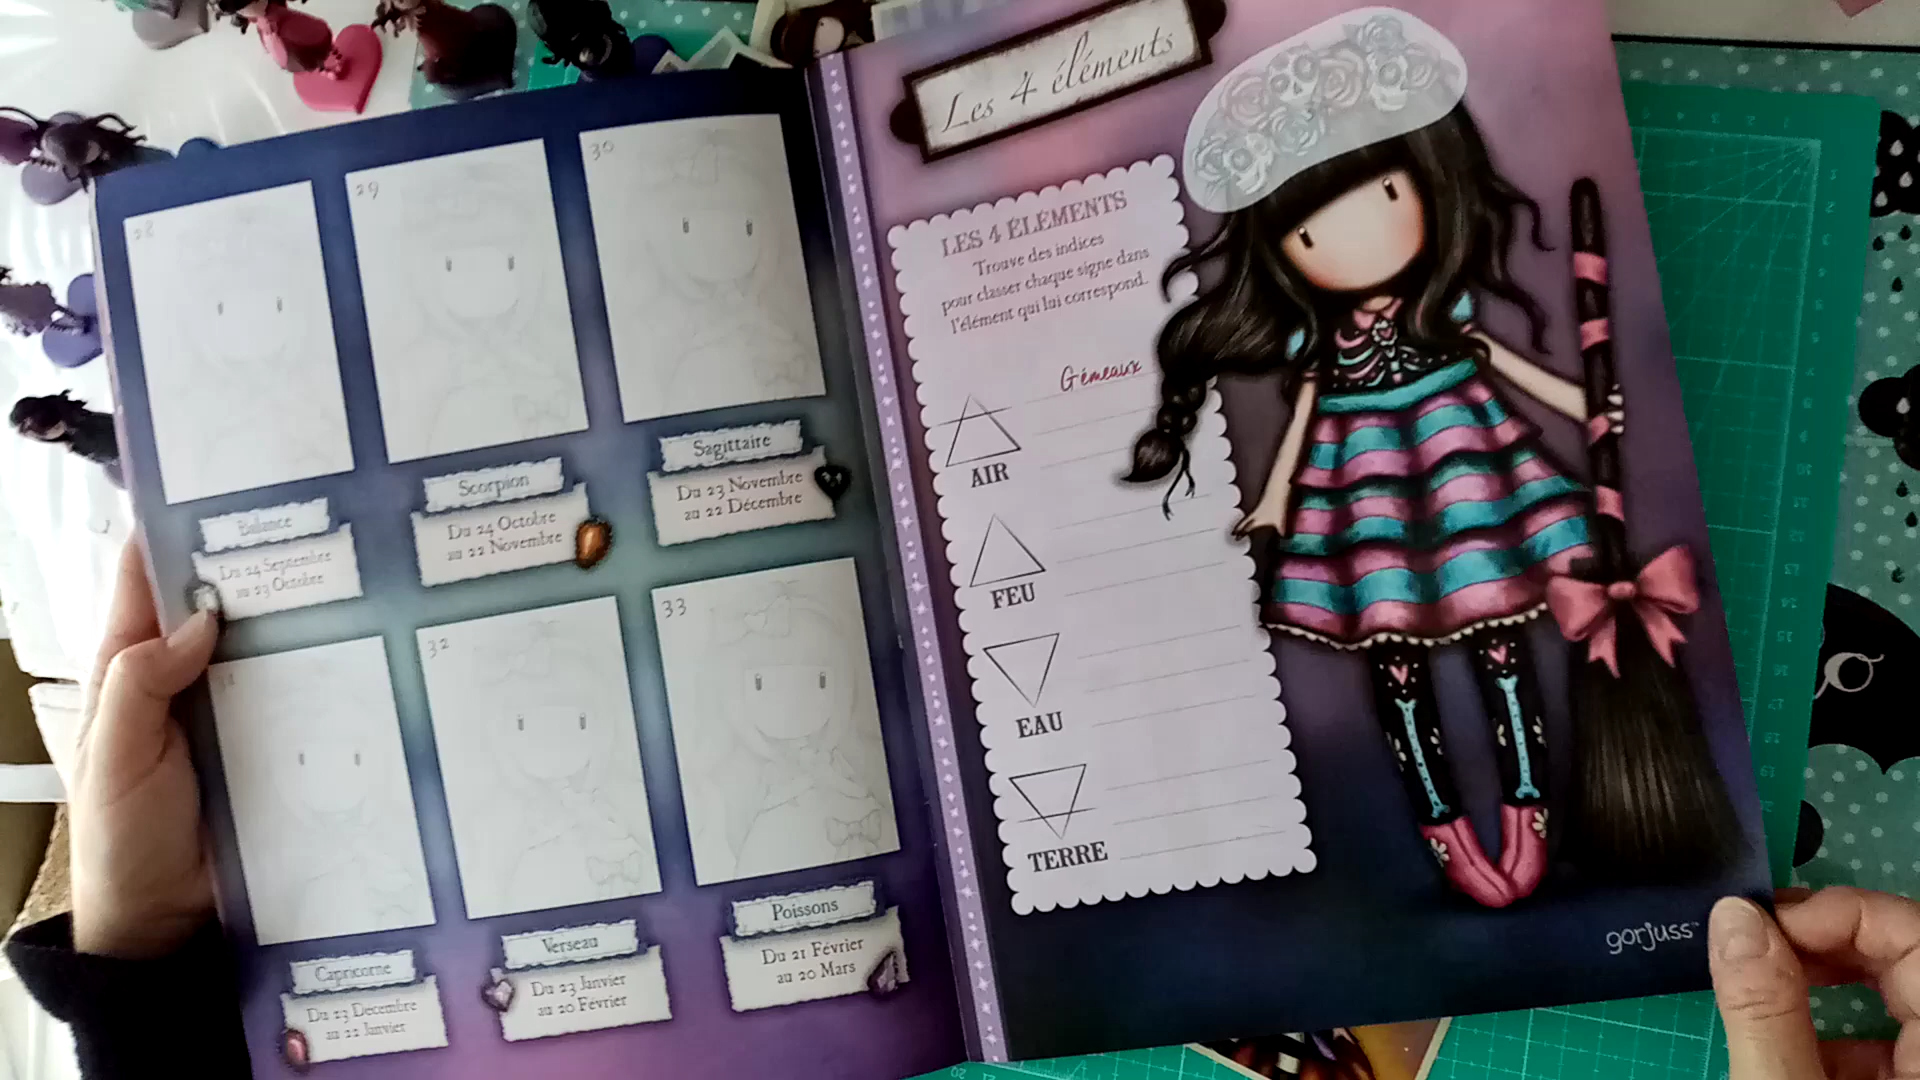 28
29
30
Balance
Du 24 Septembre
au 23 Octobre
Scorpion
Du 24 Octobre
au 22 Novembre
Sagittaire
Du 23 Novembre
au 22 Décembre
32
33
Capricorne
Du 23 Decembre
au 22 Janvier
Verseau
Du 23 Janvier
au 20 Février
Poissons
Du 21 Février
au 20 Mars
Les 4 éléments
LES 4 ÉLÉMENTS
Trouve des indices
pour classer chaque signe dans
l'élément qui lui correspond.
Gémeaux
AIR
FEU
EAU
TERRE
gorjuss™